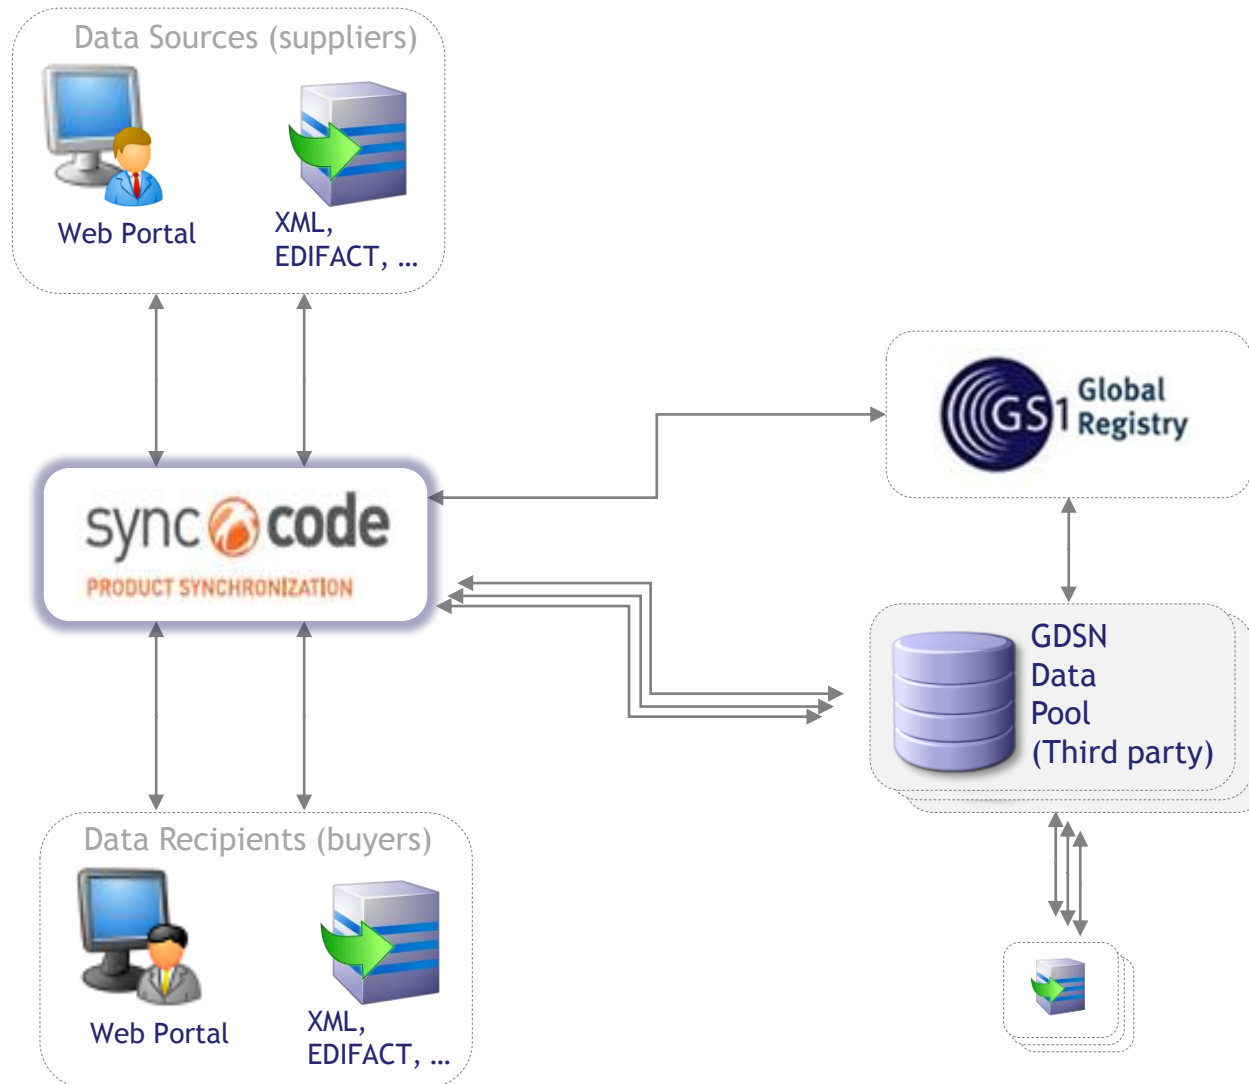 Data Sources (suppliers)
Web Portal
XML,
EDIFACT, …
GS1 Global
Registry
sync code
PRODUCT SYNCHRONIZATION
GDSN
Data
Pool
(Third party)
Data Recipients (buyers)
Web Portal
XML,
EDIFACT, …